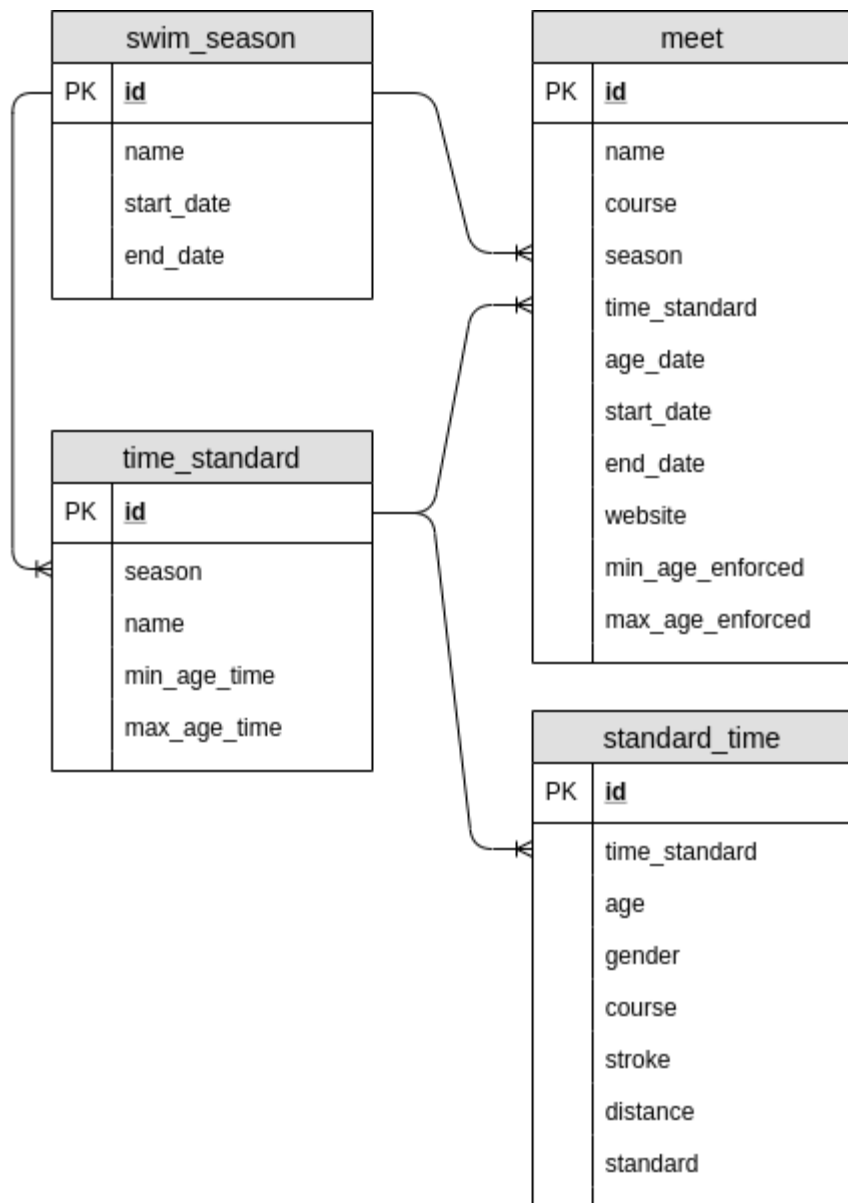 swim_season
PK id
name
start_date
end_date
meet
PK id
name
course
season
time_standard
age_date
start_date
end_date
website
min_age_enforced
max_age_enforced
time_standard
PK id
season
name
min_age_time
max_age_time
standard_time
PK id
time_standard
age
gender
course
stroke
distance
standard